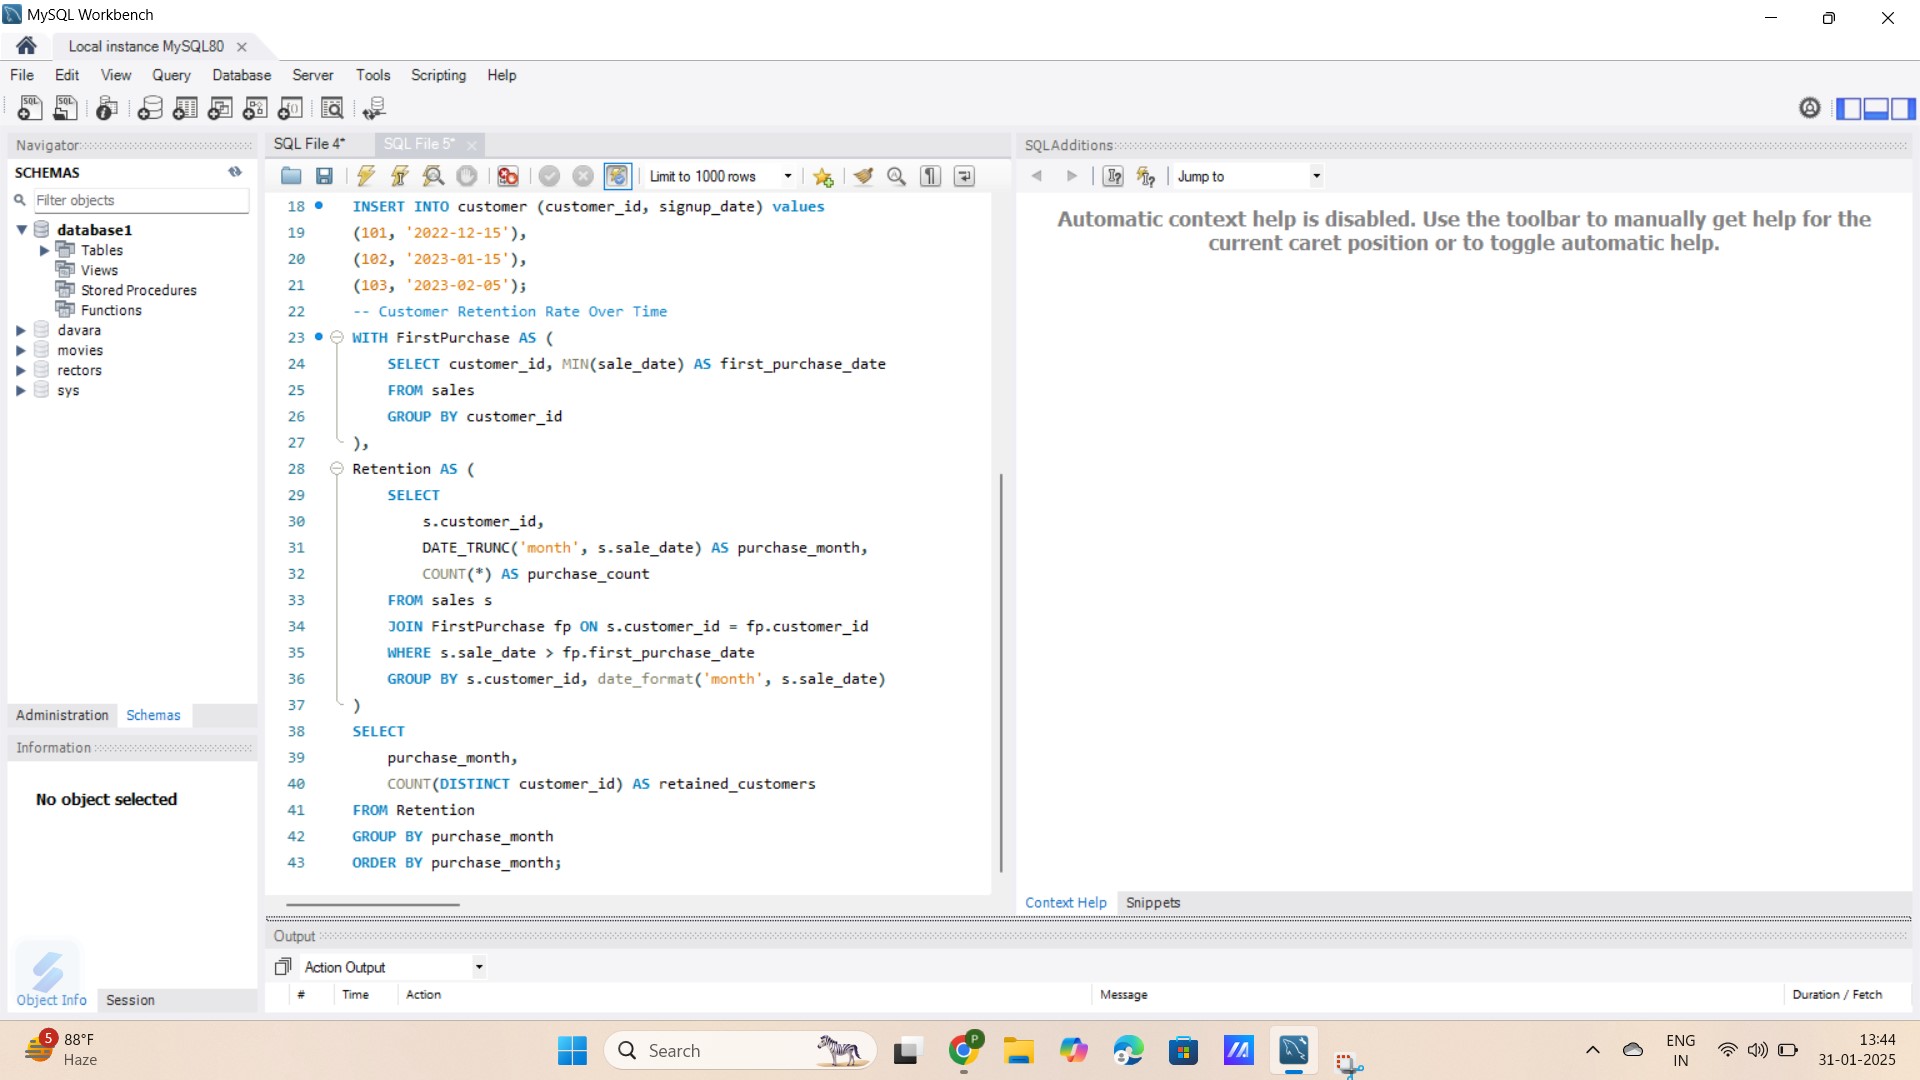 MySQL Workbench
Local instance MySQL80
File Edit View Query Database Server Tools Scripting Help
Navigator
SCHEMAS
Filter objects
database1
Tables
Views
Stored Procedures
Functions
davara
movies
rectors
sys
Administration Schemas
Information
No object selected
Object Info Session
SQL File 4* SQL File 5*
Limit to 1000 rows
18 INSERT INTO customer (customer_id, signup_date) values
19 (101, '2022-12-15'),
20 (102, '2023-01-15'),
21 (103, '2023-02-05');
22 -- Customer Retention Rate Over Time
23 WITH FirstPurchase AS (
24 SELECT customer_id, MIN(sale_date) AS first_purchase_date
25 FROM sales
26 GROUP BY customer_id
27 ),
28 Retention AS (
29 SELECT
30 s.customer_id,
31 DATE_TRUNC('month', s.sale_date) AS purchase_month,
32 COUNT(*) AS purchase_count
33 FROM sales s
34 JOIN FirstPurchase fp ON s.customer_id = fp.customer_id
35 WHERE s.sale_date > fp.first_purchase_date
36 GROUP BY s.customer_id, date_format('month', s.sale_date)
37 )
38 SELECT
39 purchase_month,
40 COUNT(DISTINCT customer_id) AS retained_customers
41 FROM Retention
42 GROUP BY purchase_month
43 ORDER BY purchase_month;
SQLAdditions
Jump to
Automatic context help is disabled. Use the toolbar to manually get help for the
current caret position or to toggle automatic help.
Context Help Snippets
Output
Action Output
# Time Action Message Duration / Fetch
5 88°F
Haze
Search
P
ENG
IN
13:44
31-01-2025